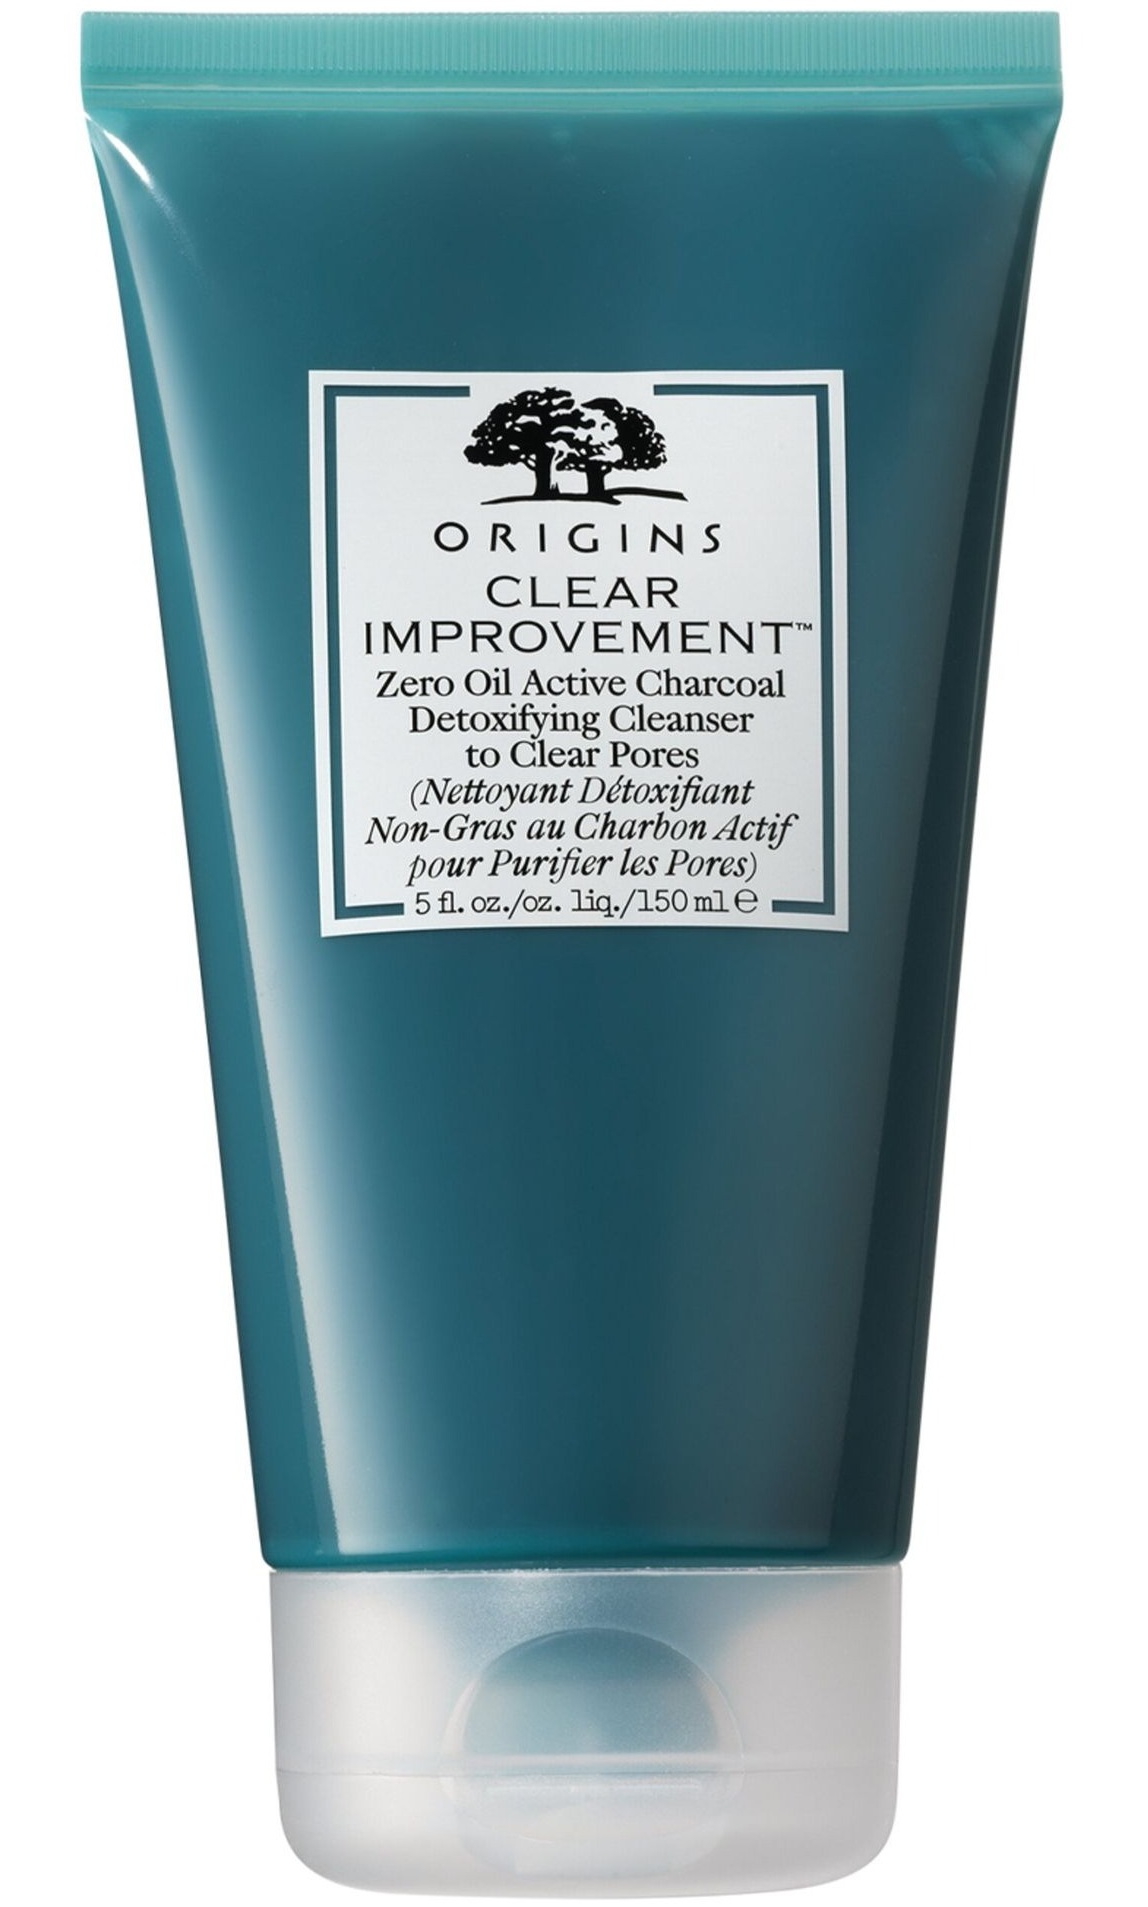 ORIGINS
CLEAR
IMPROVEMENT™
Zero Oil Active Charcoal
Detoxifying Cleanser
to Clear Pores
(Nettoyant Détoxifiant
Non-Gras au Charbon Actif
pour Purifier les Pores)
5 fl. oz./oz. liq./150 ml ℮